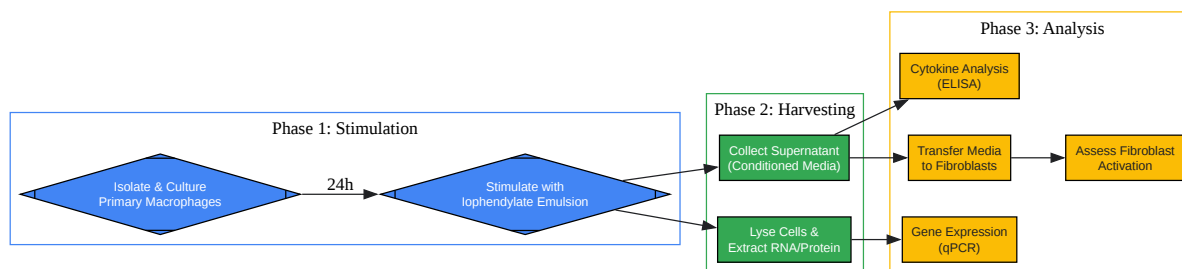 Phase 1: Stimulation
Isolate & Culture
Primary Macrophages
24h
Stimulate with
Iophendylate Emulsion
Phase 2: Harvesting
Collect Supernatant
(Conditioned Media)
Lyse Cells &
Extract RNA/Protein
Phase 3: Analysis
Cytokine Analysis
(ELISA)
Transfer Media
to Fibroblasts
Assess Fibroblast
Activation
Gene Expression
(qPCR)